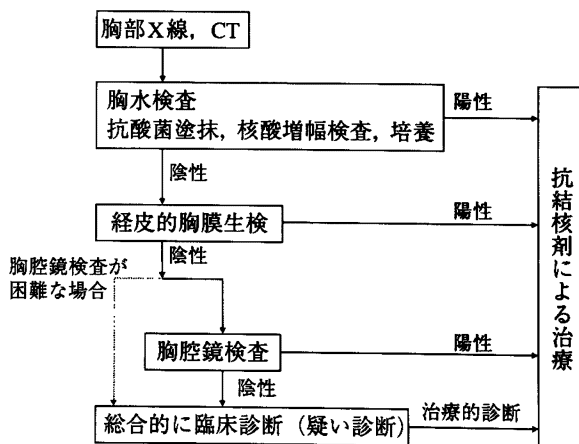 胸部X線，CT
胸水検査
抗酸菌塗抹，核酸増幅検査，培養
陽性
陰性
経皮的胸膜生検
陽性
陰性
胸腔鏡検査が
困難な場合
胸腔鏡検査
陽性
陰性
総合的に臨床診断（疑い診断）
治療的診断
抗結核剤による治療